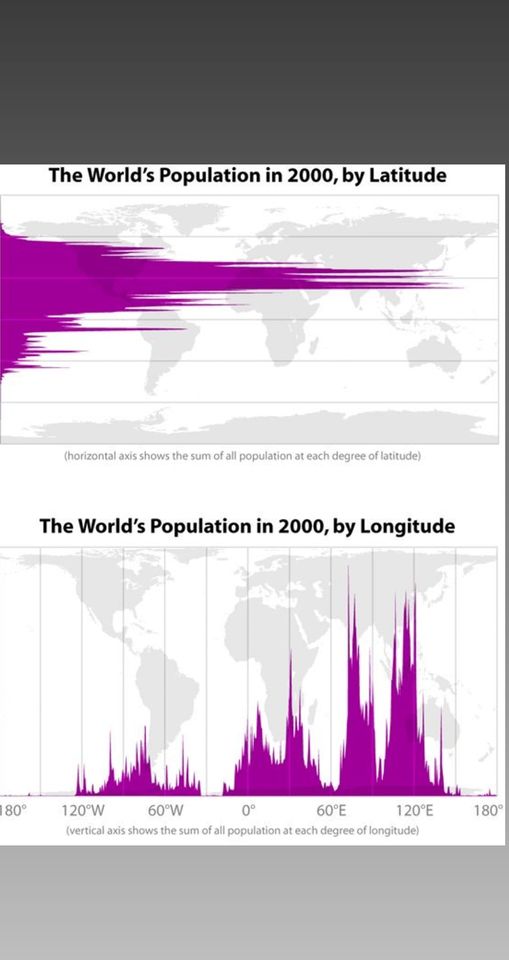 The World's Population in 2000, by Latitude
(horizontal axis shows the sum of all population at each degree of latitude)
The World's Population in 2000, by Longitude
180° 120°W 60°W 0° 60°E 120°E 180°
(vertical axis shows the sum of all population at each degree of longitude)